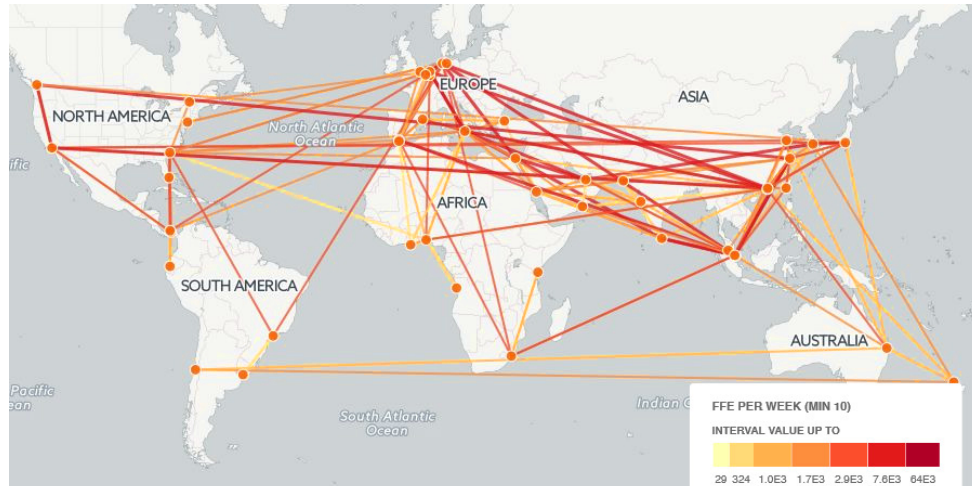 EUROPE
ASIA
NORTH AMERICA
North Atlantic
Ocean
AFRICA
SOUTH AMERICA
AUSTRALIA
South Atlantic
Ocean
FFE PER WEEK (MIN 10)
INTERVAL VALUE UP TO
29 324 1.0E3 1.7E3 2.9E3 7.6E3 64E3